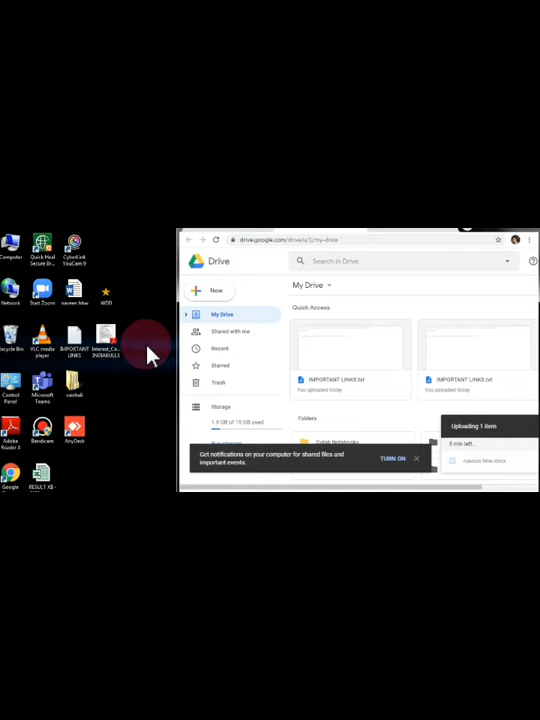 Computer
Quick Heal
Secure Br...
CyberLink
YouCam 9
Network
Start Zoom
naveen hhw
WDD
Recycle Bin
VLC media
player
IMPORTANT
LINKS
Interest_Ce...
INDIABULLS
Control
Panel
Microsoft
Teams
vaishali
Adobe
Reader X
Bandicam
AnyDesk
Google
RESULT XB -
drive.google.com/drive/u/1/my-drive
Drive
Search in Drive
New
My Drive
My Drive
Shared with me
Recent
Starred
Trash
Storage
1.9 GB of 15 GB used
Quick Access
IMPORTANT LINKS.txt
You uploaded today
IMPORTANT LINKS.txt
You uploaded today
Folders
Colab Notebooks
Uploading 1 item
5 min left...
naveen hhw.docx
Get notifications on your computer for shared files and
important events.
TURN ON